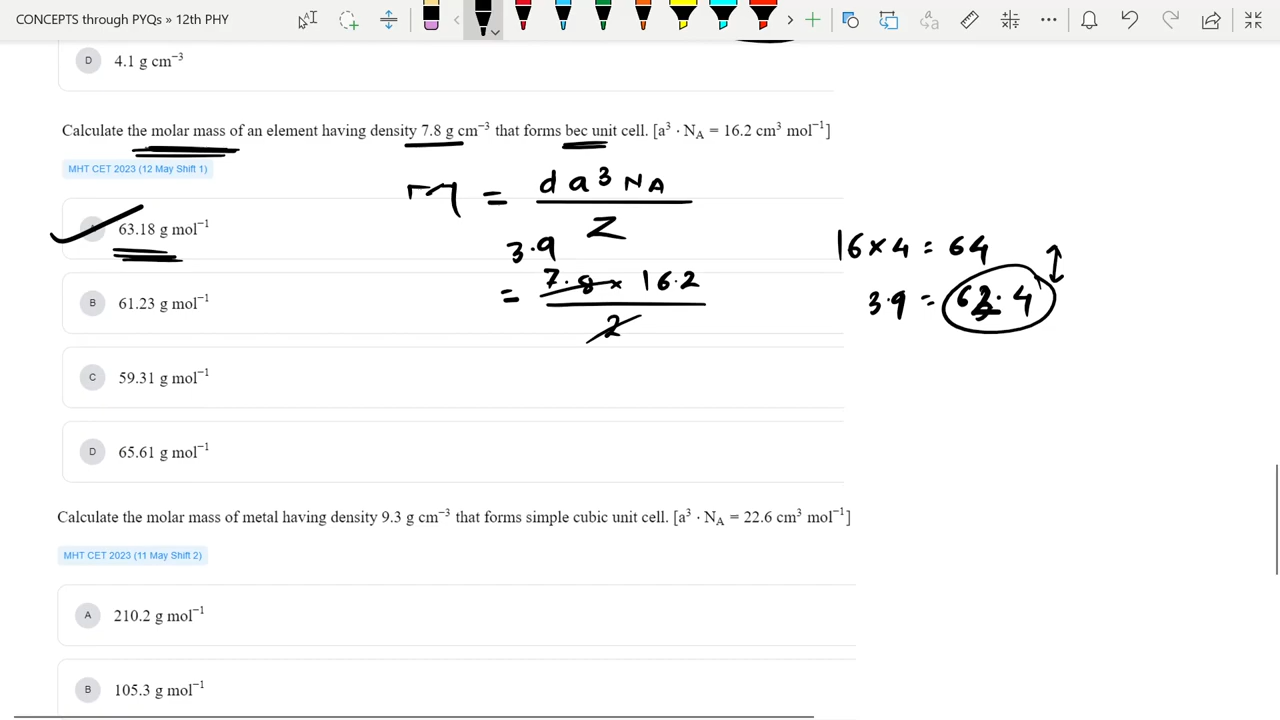 CONCEPTS through PYQs » 12th PHY
D 4.1 g cm⁻³
Calculate the molar mass of an element having density 7.8 g cm⁻³ that forms bec unit cell. [a³ · N_A = 16.2 cm³ mol⁻¹]
MHT CET 2023 (12 May Shift 1)
M = d a³ N_A / Z
63.18 g mol⁻¹
3.9
= 7.8 × 16.2 / 2
16 × 4 = 64
3.9 = 62.4
B 61.23 g mol⁻¹
C 59.31 g mol⁻¹
D 65.61 g mol⁻¹
Calculate the molar mass of metal having density 9.3 g cm⁻³ that forms simple cubic unit cell. [a³ · N_A = 22.6 cm³ mol⁻¹]
MHT CET 2023 (11 May Shift 2)
A 210.2 g mol⁻¹
B 105.3 g mol⁻¹